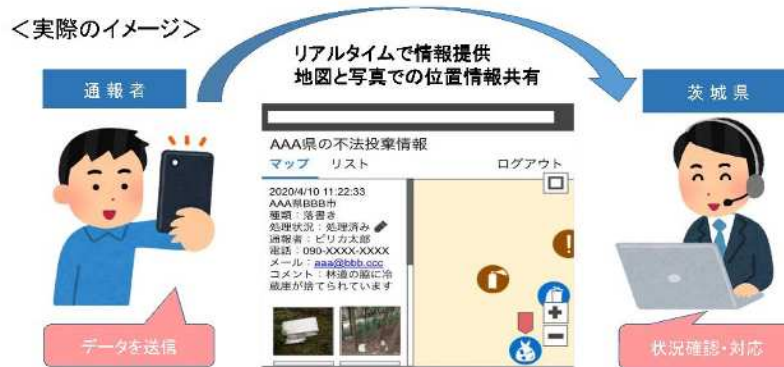 ＜実際のイメージ＞
リアルタイムで情報提供
地図と写真での位置情報共有
通報者
茨城県
AAA県の不法投棄情報
マップ リスト ログアウト
2020/4/10 11:22:33
AAA県BBB市
種類：落書き
処理状況：処理済み
通報者：ピリカ太郎
電話：090-XXXX-XXXX
メール：aaa@bbb.ccc
コメント：林道の脇に冷
蔵庫が捨てられています
データを送信
状況確認・対応